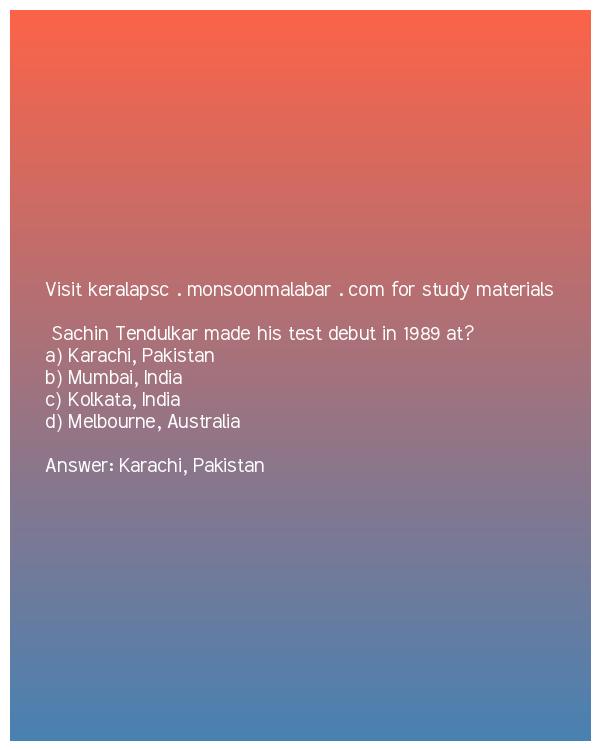 Visit keralapsc . monsoonmalabar . com for study materials
Sachin Tendulkar made his test debut in 1989 at?
a) Karachi, Pakistan
b) Mumbai, India
c) Kolkata, India
d) Melbourne, Australia
Answer: Karachi, Pakistan